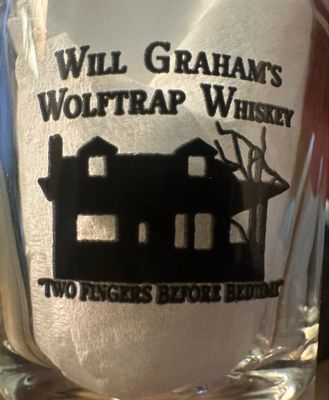 WILL GRAHAM'S
WOLFTRAP WHISKEY
TWO FINGERS BEFORE BEDTIME